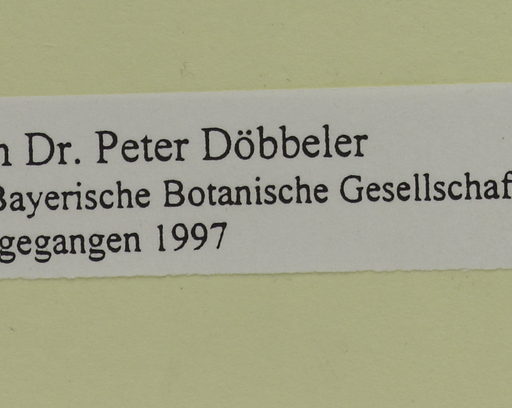 n Dr. Peter Döbbeler
Bayerische Botanische Gesellschaf
gegangen 1997